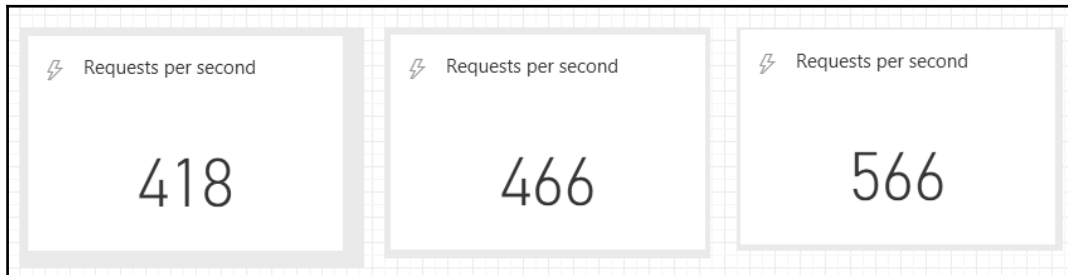 Requests per second
418
Requests per second
466
Requests per second
566